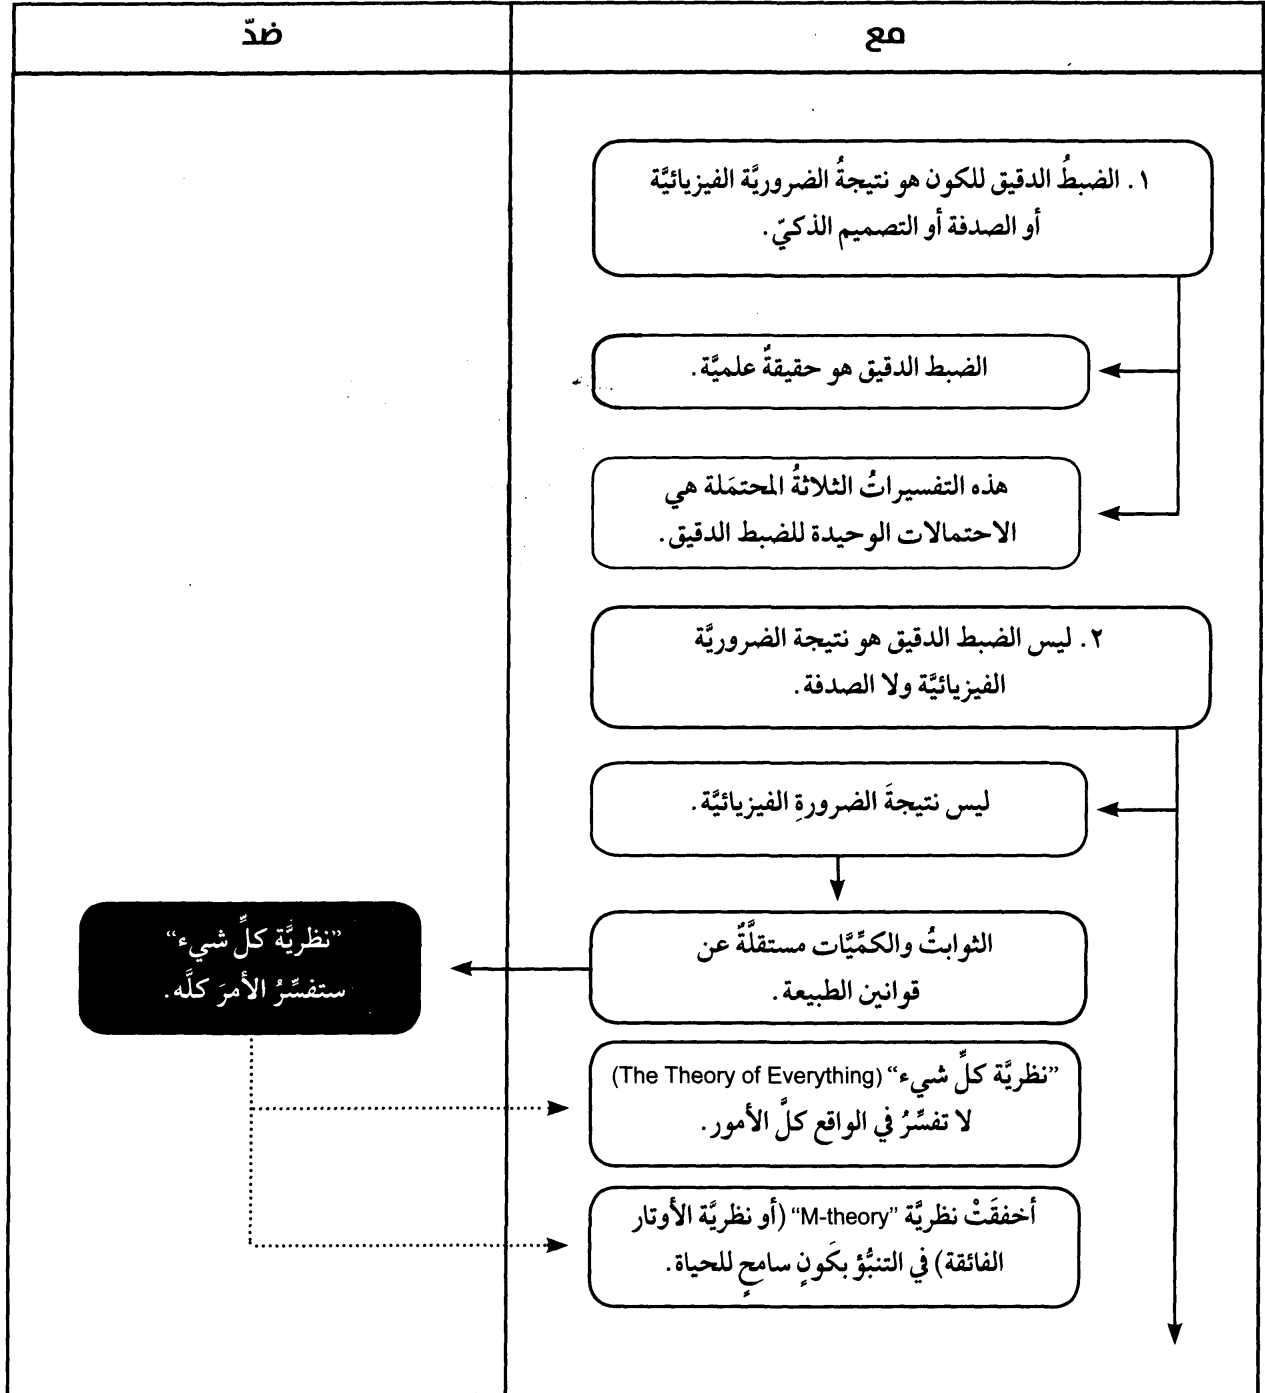 مع
ضدّ
١. الضبطُ الدقيق للكون هو نتيجةُ الضروريَّة الفيزيائيَّة
أو الصدفة أو التصميم الذكيّ.
الضبط الدقيق هو حقيقةٌ علميَّة.
هذه التفسيراتُ الثلاثةُ المحتمَلة هي
الاحتمالات الوحيدة للضبط الدقيق.
٢. ليس الضبط الدقيق هو نتيجة الضروريَّة
الفيزيائيَّة ولا الصدفة.
ليس نتيجةَ الضرورةِ الفيزيائيَّة.
الثوابتُ والكمِّيَّات مستقلَّةٌ عن
قوانين الطبيعة.
”نظريَّة كلِّ شيء“
ستفسِّرُ الأمرَ كلَّه.
”نظريَّة كلِّ شيء“ (The Theory of Everything)
لا تفسِّرُ في الواقع كلَّ الأمور.
أخفقَتْ نظريَّة "M-theory" (أو نظريَّة الأوتار
الفائقة) في التنبُّؤ بكَونٍ سامحٍ للحياة.